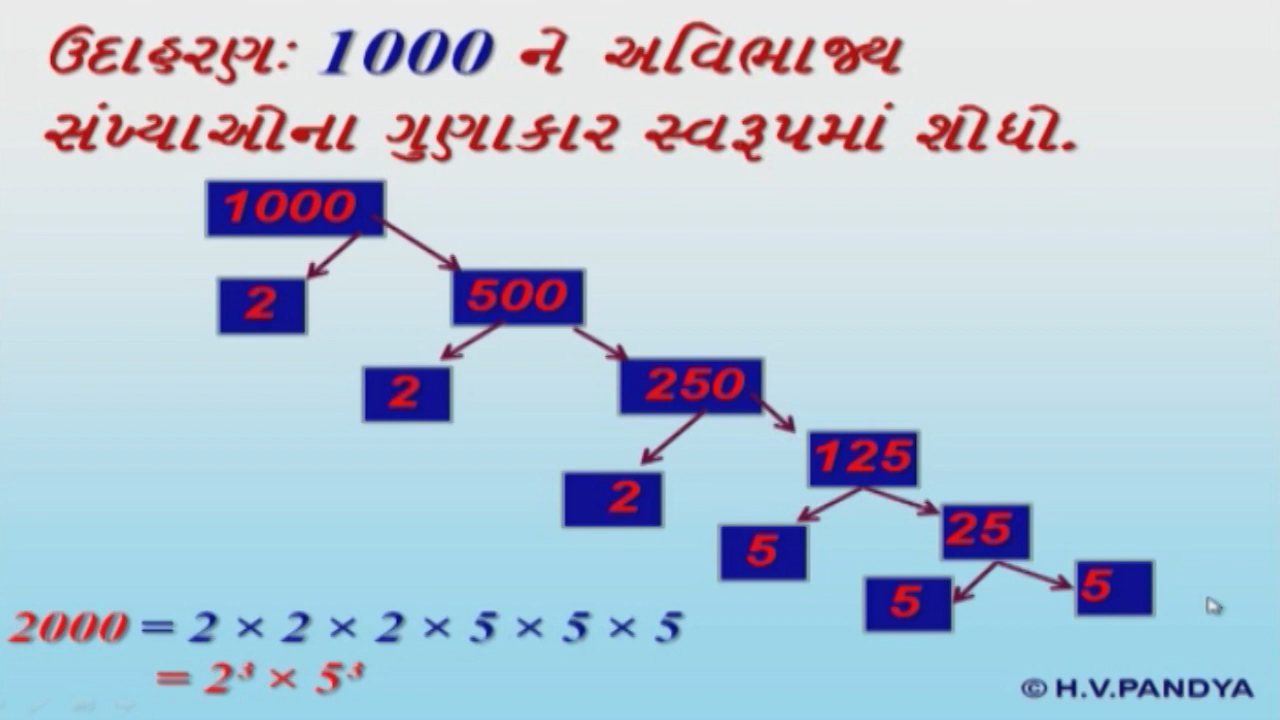 ઉદાહરણઃ 1000 ને અવિભાજ્ય
સંખ્યાઓના ગુણાકાર સ્વરૂપમાં શોધો.
1000
2
500
2
250
2
125
5
25
5
5
2000 = 2 × 2 × 2 × 5 × 5 × 5
= 2³ × 5³
© H.V.PANDYA